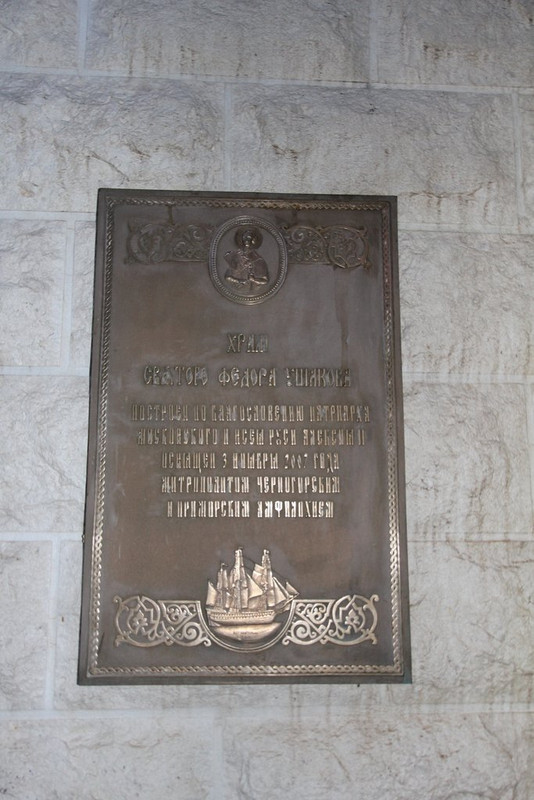 ХРАМ
СВЯТОГО ФЕДОРА УШАКОВА
ПОСТРОЕН ПО БЛАГОСЛОВЕНИЮ ПАТРИАРХА
МОСКОВСКОГО И ВСЕЯ РУСИ АЛЕКСИЯ II
ОСВЯЩЕН 3 НОЯБРЯ 2007 ГОДА
МИТРОПОЛИТОМ ЧЕРНОГОРСКИМ
И ПРИМОРСКИМ АМФИЛОХИЕМ